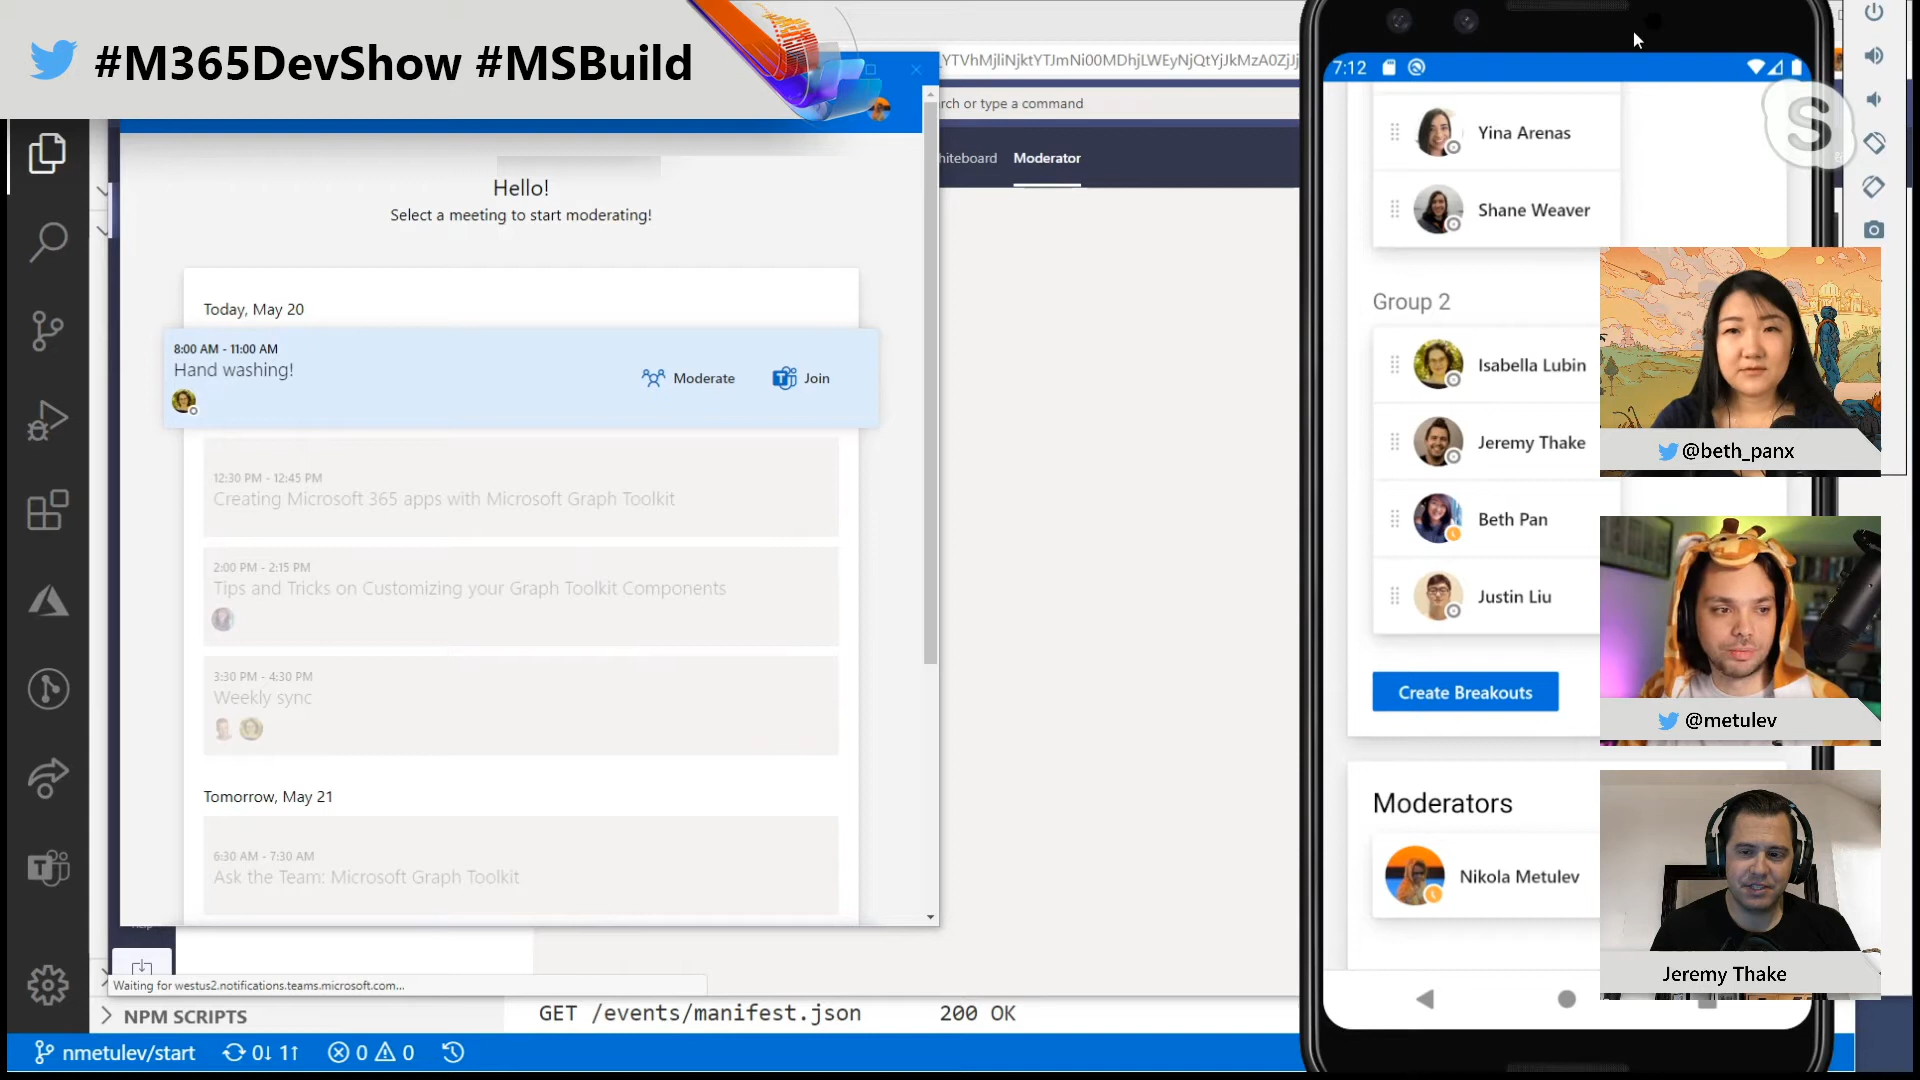 #M365DevShow #MSBuild
Hello!
Select a meeting to start moderating!
Today, May 20
8:00 AM - 11:00 AM
Hand washing!
Moderate
Join
12:30 PM - 12:45 PM
Creating Microsoft 365 apps with Microsoft Graph Toolkit
2:00 PM - 2:15 PM
Tips and Tricks on Customizing your Graph Toolkit Components
3:30 PM - 4:30 PM
Weekly sync
Tomorrow, May 21
6:30 AM - 7:30 AM
Ask the Team: Microsoft Graph Toolkit
Waiting for westus2.notifications.teams.microsoft.com...
NPM SCRIPTS
GET /events/manifest.json 200 OK
nmetulev/start 0↓ 1↑ 0 0
rch or type a command
hiteboard Moderator
7:12
Yina Arenas
Shane Weaver
Group 2
Isabella Lubin
Jeremy Thake
Beth Pan
Justin Liu
Create Breakouts
Moderators
Nikola Metulev
@beth_panx
@metulev
Jeremy Thake